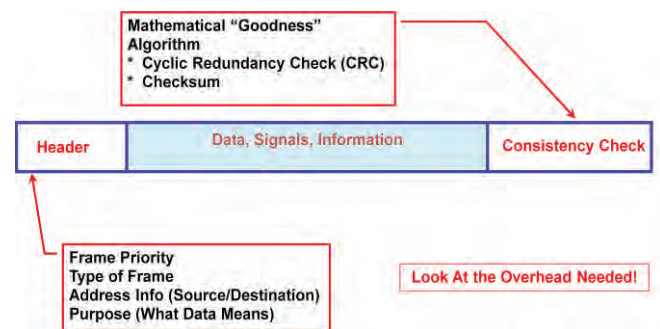 Mathematical “Goodness”
Algorithm
* Cyclic Redundancy Check (CRC)
* Checksum
Header
Data, Signals, Information
Consistency Check
Frame Priority
Type of Frame
Address Info (Source/Destination)
Purpose (What Data Means)
Look At the Overhead Needed!